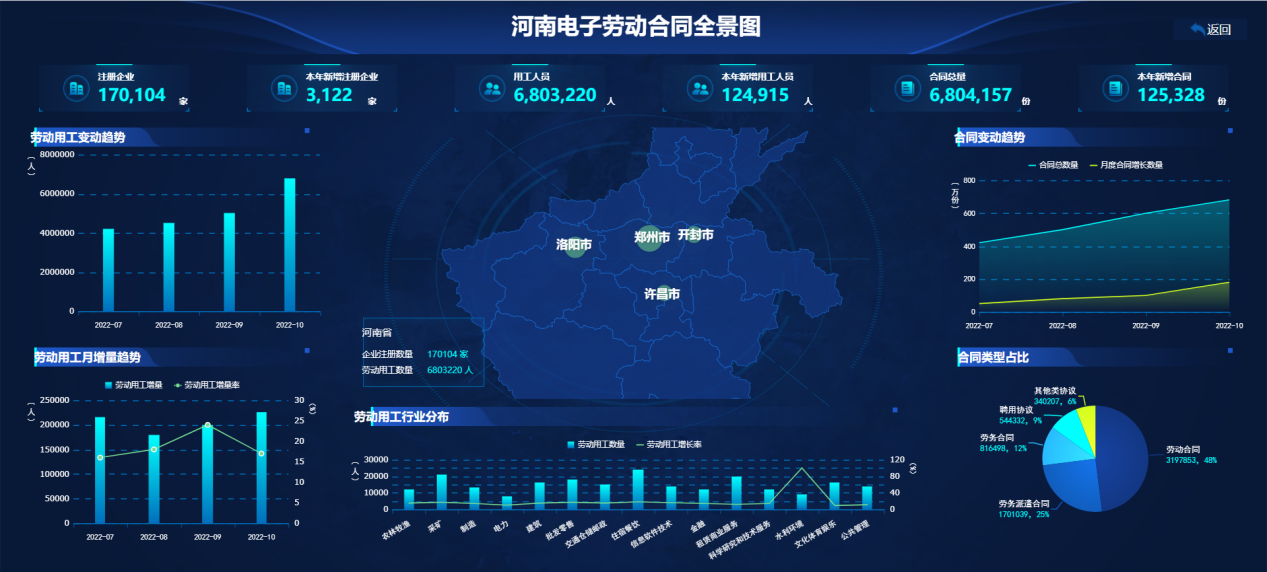 河南电子劳动合同全景图
返回
注册企业
170,104 家
本年新增注册企业
3,122 家
用工人员
6,803,220 人
本年新增用工人员
124,915 人
合同总量
6,804,157 份
本年新增合同
125,328 份
劳动用工变动趋势
(人)
8000000
6000000
4000000
2000000
0
2022-07 2022-08 2022-09 2022-10
劳动用工月增量趋势
劳动用工增量 劳动用工增量率
(人)
(%)
250000 30
25
200000
20
150000
15
100000
10
50000
5
0 0
2022-07 2022-08 2022-09 2022-10
洛阳市 郑州市 开封市
许昌市
河南省
企业注册数量 170104 家
劳动用工数量 6803220 人
劳动用工行业分布
劳动用工数量 劳动用工增长率
(人)
(%)
30000 120
20000 80
10000 40
0 0
农林牧渔 采矿 制造 电力 建筑 批发零售 交通仓储邮政 住宿餐饮 信息软件技术 金融 租赁商业服务 科学研究和技术服务 水利环境 文化体育娱乐 公共管理
合同变动趋势
合同总数量 月度合同增长数量
(万份)
800
600
400
200
0
2022-07 2022-08 2022-09 2022-10
合同类型占比
其他类协议
340207, 6%
聘用协议
544332, 9%
劳务合同
816498, 12%
劳动合同
3197853, 48%
劳务派遣合同
1701039, 25%